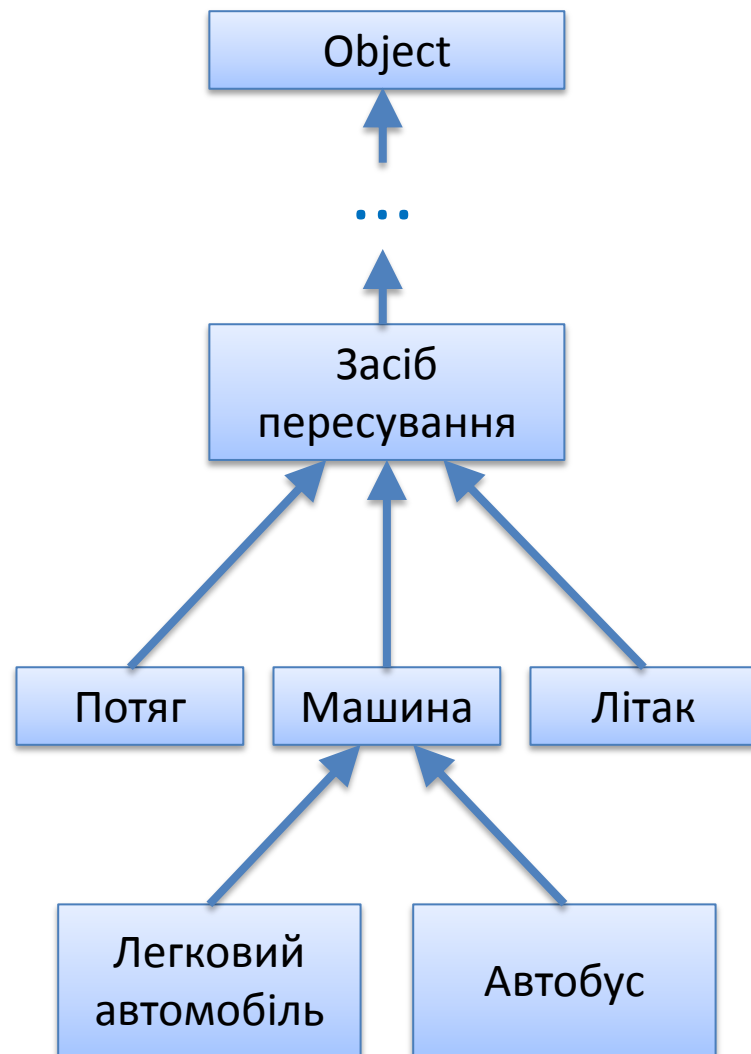 Object
...
Засіб
пересування
Потяг
Машина
Літак
Легковий
автомобіль
Автобус